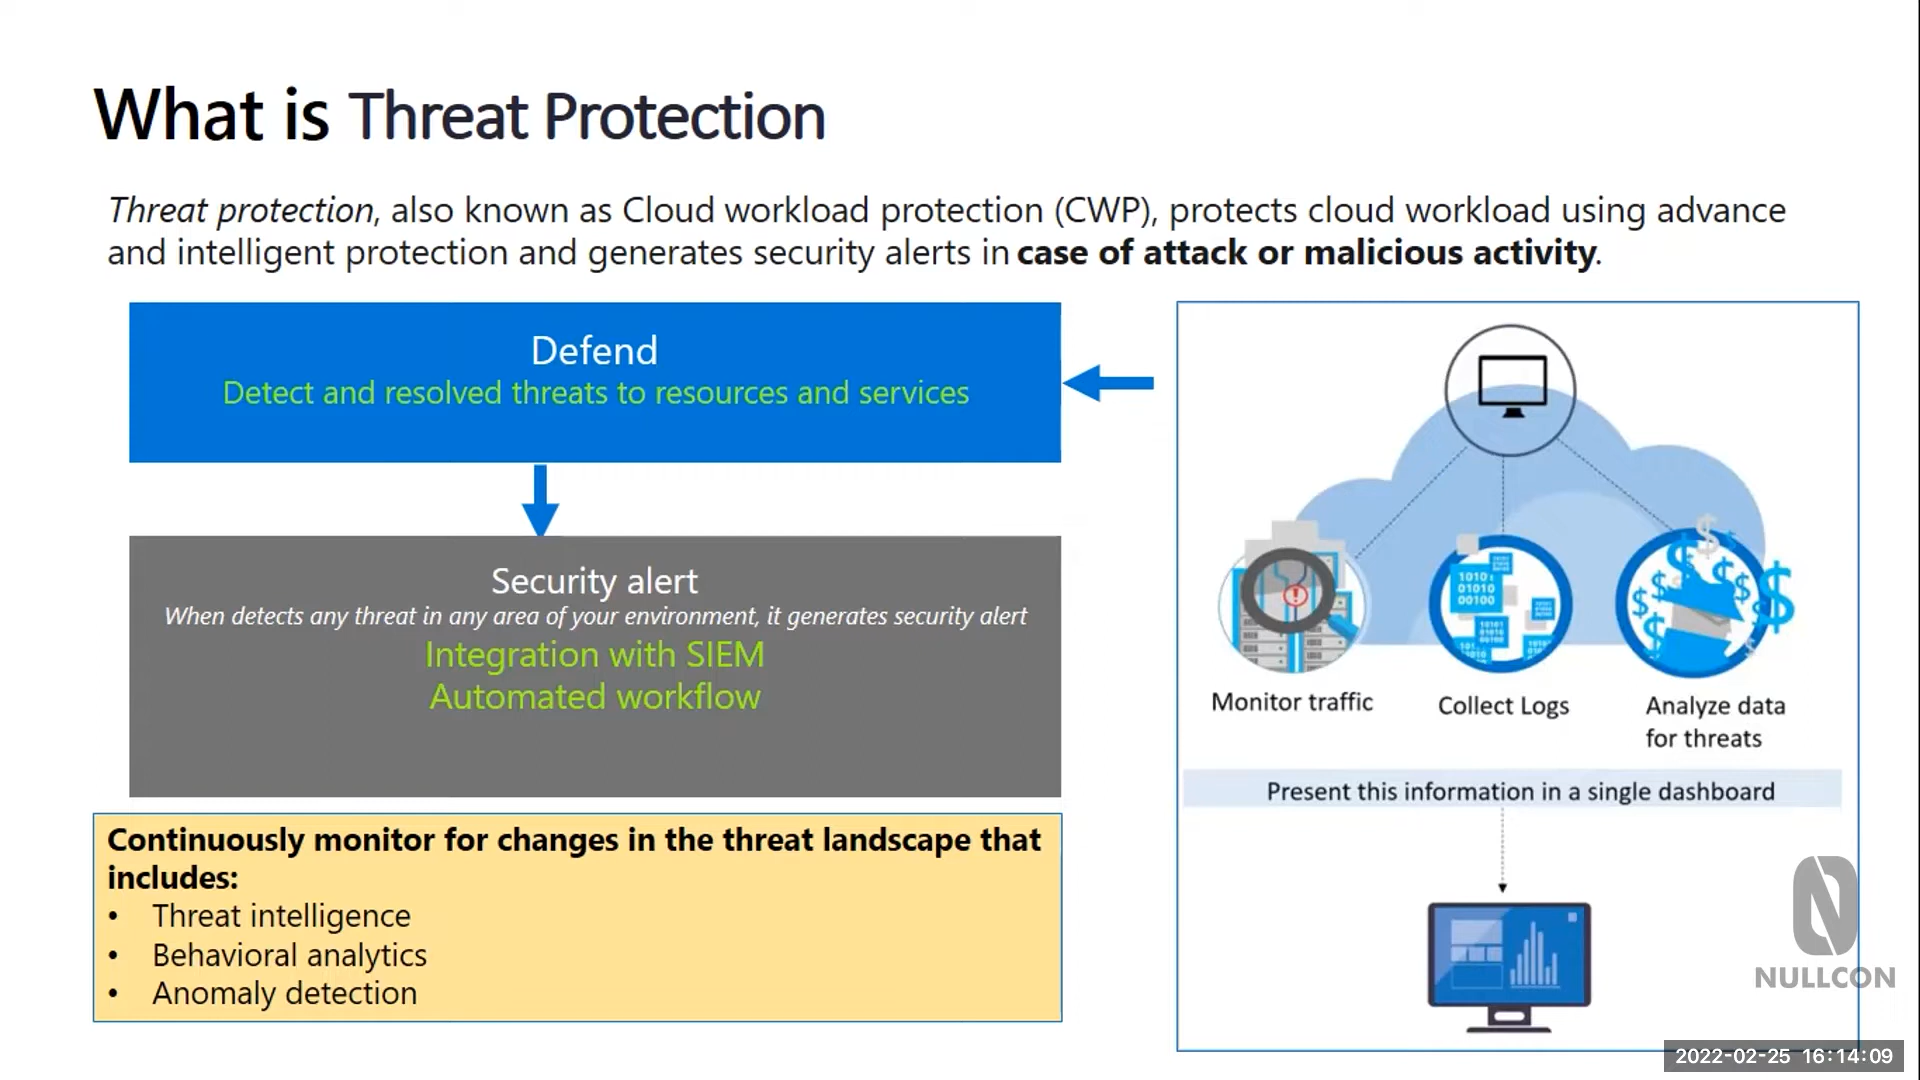 What is Threat Protection
Threat protection, also known as Cloud workload protection (CWP), protects cloud workload using advance
and intelligent protection and generates security alerts in case of attack or malicious activity.
Defend
Detect and resolved threats to resources and services
Security alert
When detects any threat in any area of your environment, it generates security alert
Integration with SIEM
Automated workflow
Continuously monitor for changes in the threat landscape that
includes:
• Threat intelligence
• Behavioral analytics
• Anomaly detection
Monitor traffic
Collect Logs
Analyze data
for threats
Present this information in a single dashboard
NULLCON
2022-02-25 16:14:09